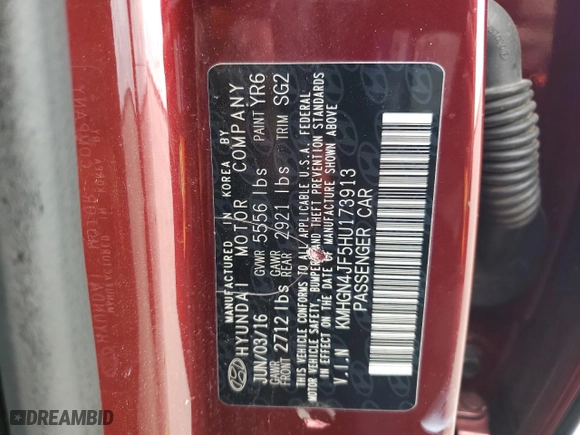 MANUFACTURED IN KOREA BY
HYUNDAI MOTOR COMPANY
JUN/03/16 GVWR 5556 lbs PAINT YR6
GAWR FRONT 2712 lbs GAWR REAR 2921 lbs TRIM SG2
THIS VEHICLE CONFORMS TO ALL APPLICABLE U.S.A. FEDERAL
MOTOR VEHICLE SAFETY, BUMPER AND THEFT PREVENTION STANDARDS
IN EFFECT ON THE DATE OF MANUFACTURE SHOWN ABOVE
V.I.N KMHGN4JF5HU173913
PASSENGER CAR
DREAMBID